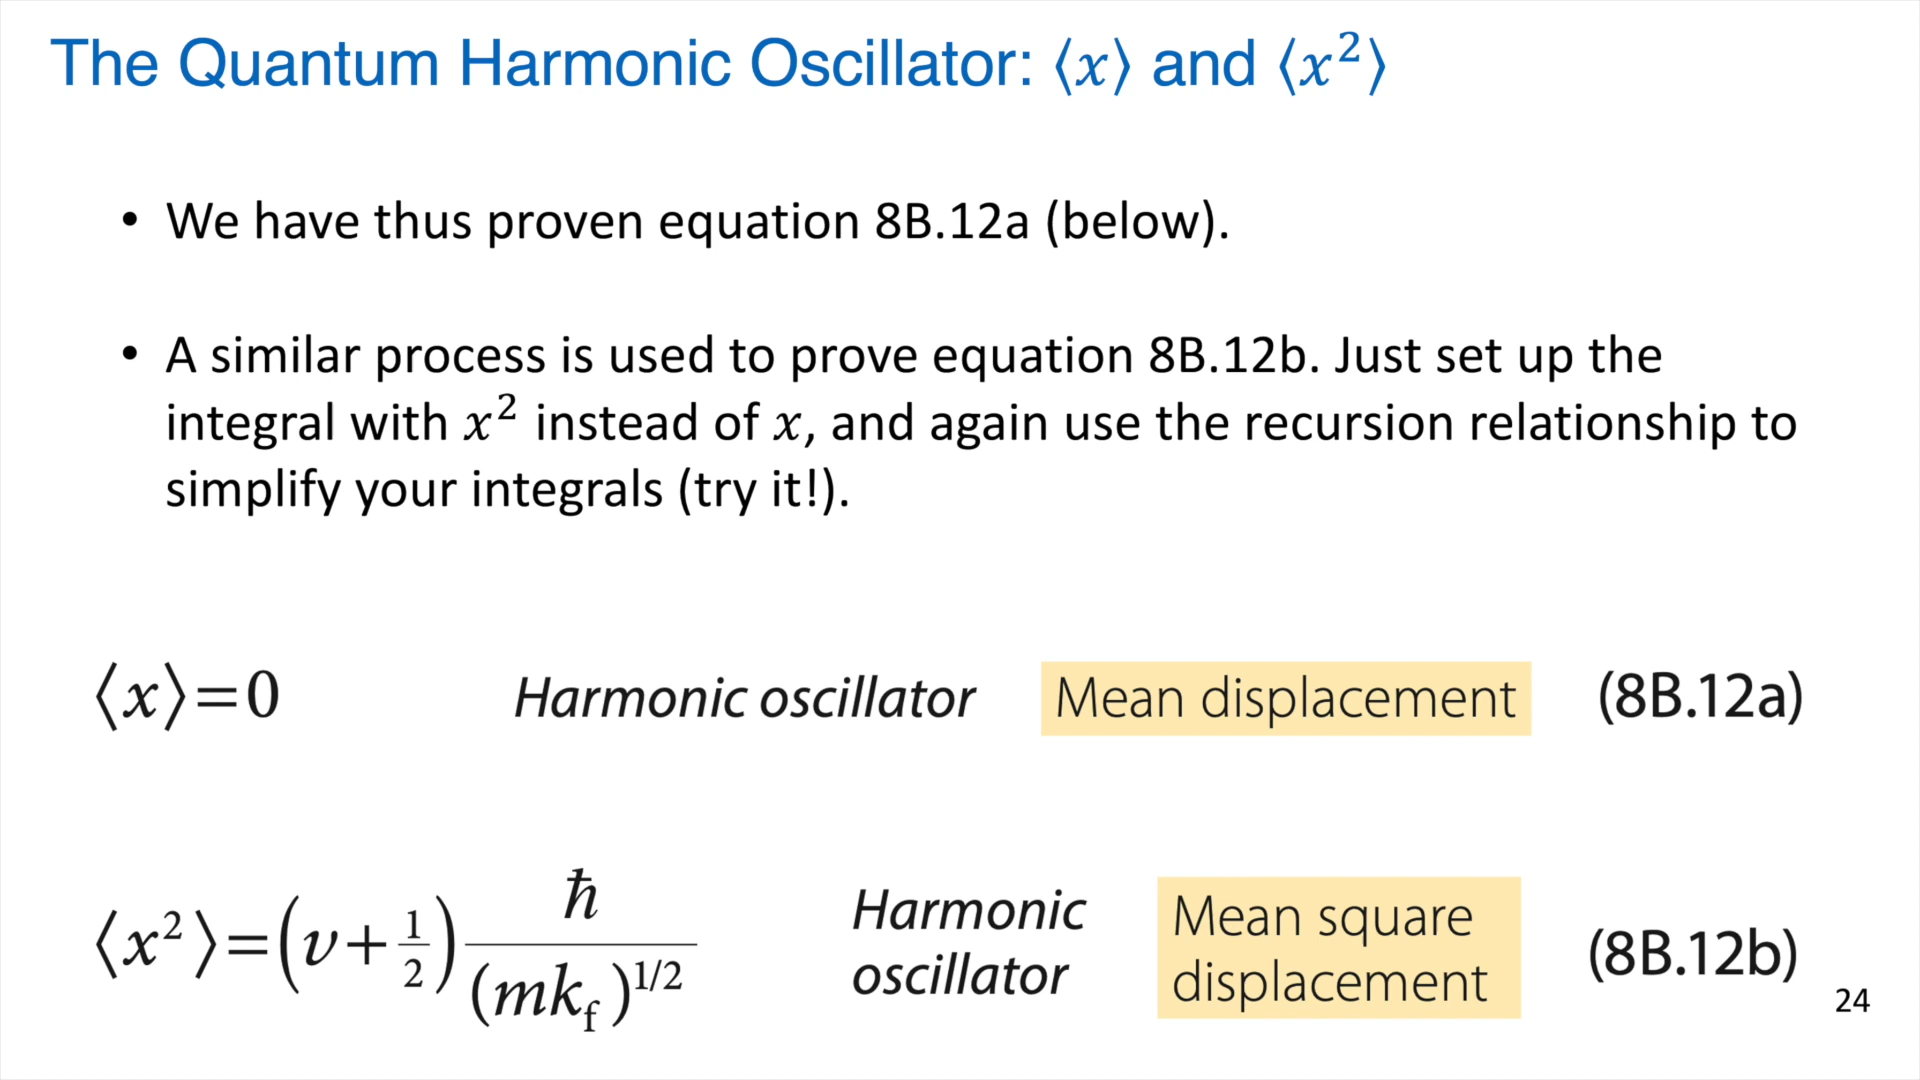 The Quantum Harmonic Oscillator: ⟨x⟩ and ⟨x²⟩
• We have thus proven equation 8B.12a (below).
• A similar process is used to prove equation 8B.12b. Just set up the
integral with x² instead of x, and again use the recursion relationship to
simplify your integrals (try it!).
⟨x⟩=0 Harmonic oscillator Mean displacement (8B.12a)
⟨x²⟩=(v+½)ħ/(mk_f)^{1/2} Harmonic oscillator Mean square displacement (8B.12b)
24